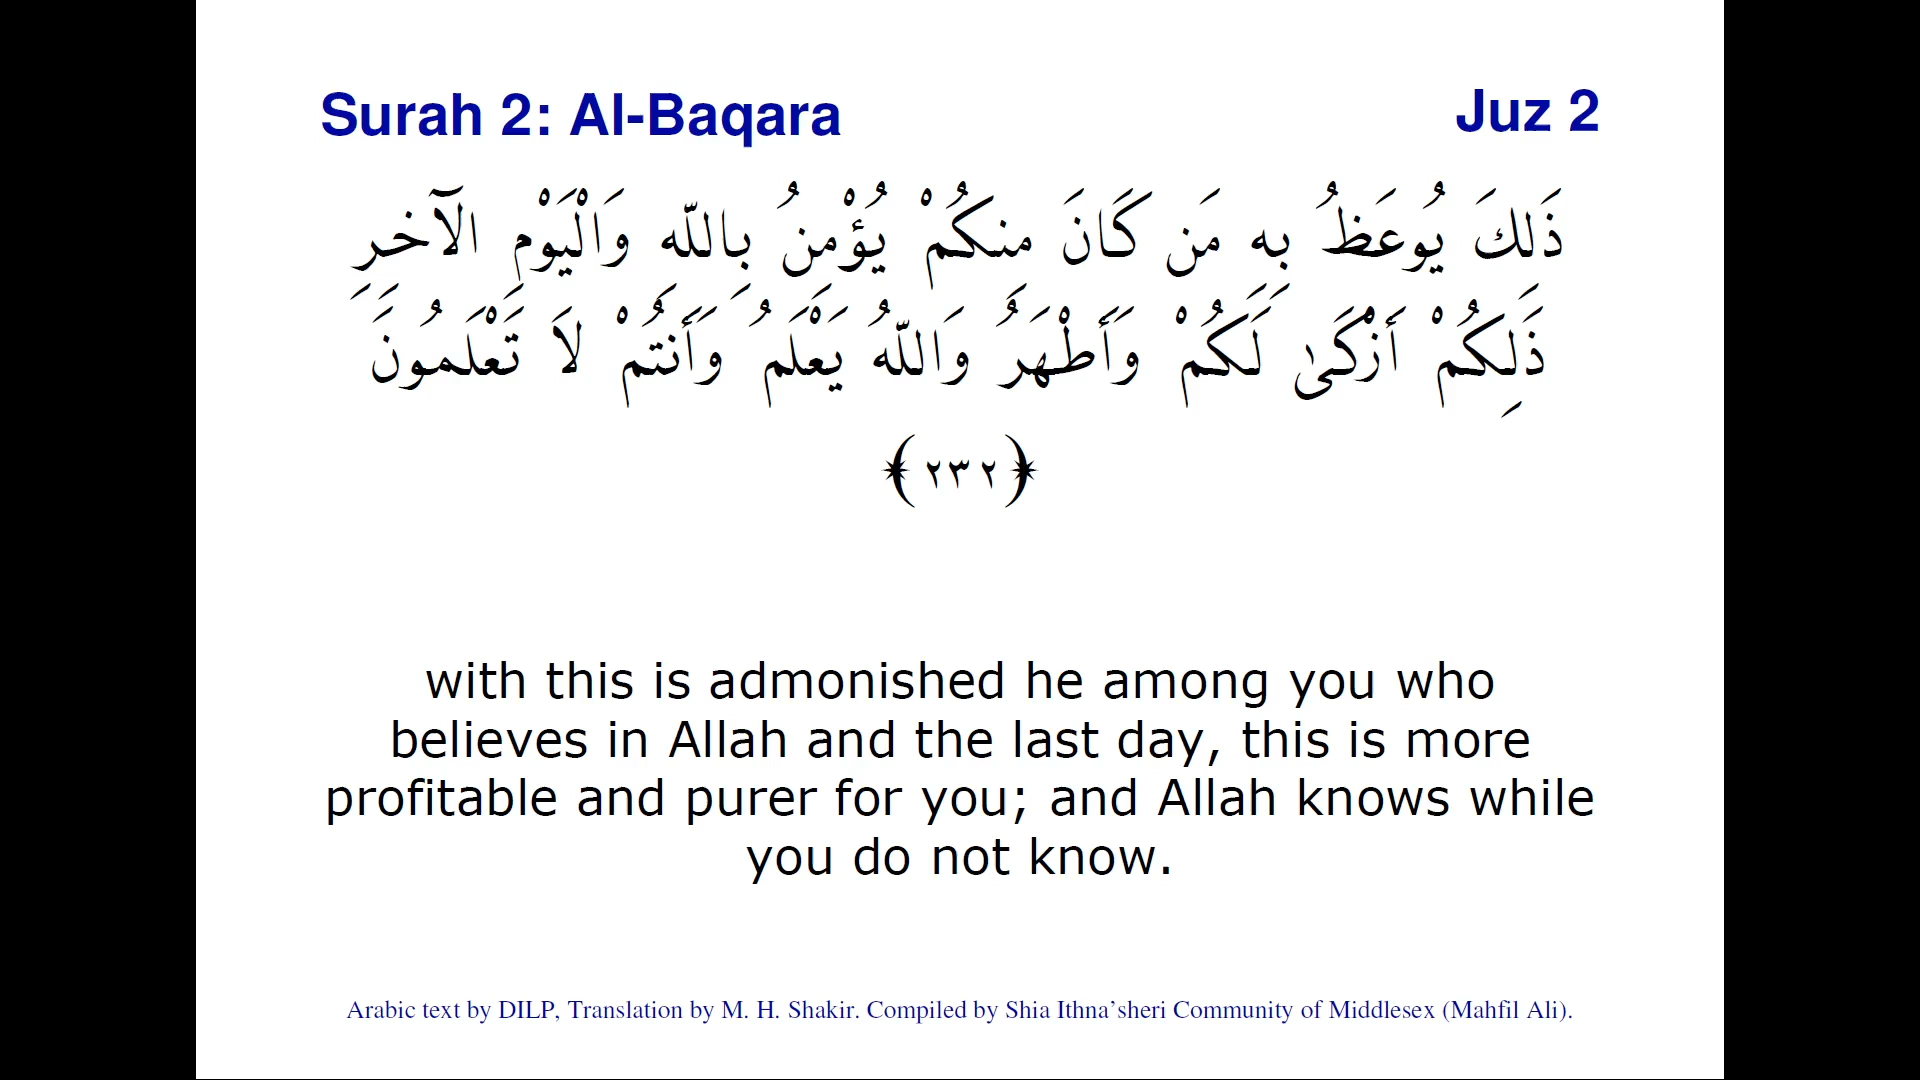 Surah 2: Al-Baqara Juz 2
ذَلِكَ يُوعَظُ بِهِ مَن كَانَ مِنكُمْ يُؤْمِنُ بِاللّهِ وَالْيَوْمِ الآخِرِ
ذَلِكُمْ أَزْكَىٰ لَكُمْ وَأَطْهَرُ وَاللّهُ يَعْلَمُ وَأَنتُمْ لَا تَعْلَمُونَ
﴿٢٣٢﴾
with this is admonished he among you who
believes in Allah and the last day, this is more
profitable and purer for you; and Allah knows while
you do not know.
Arabic text by DILP, Translation by M. H. Shakir. Compiled by Shia Ithna’sheri Community of Middlesex (Mahfil Ali).